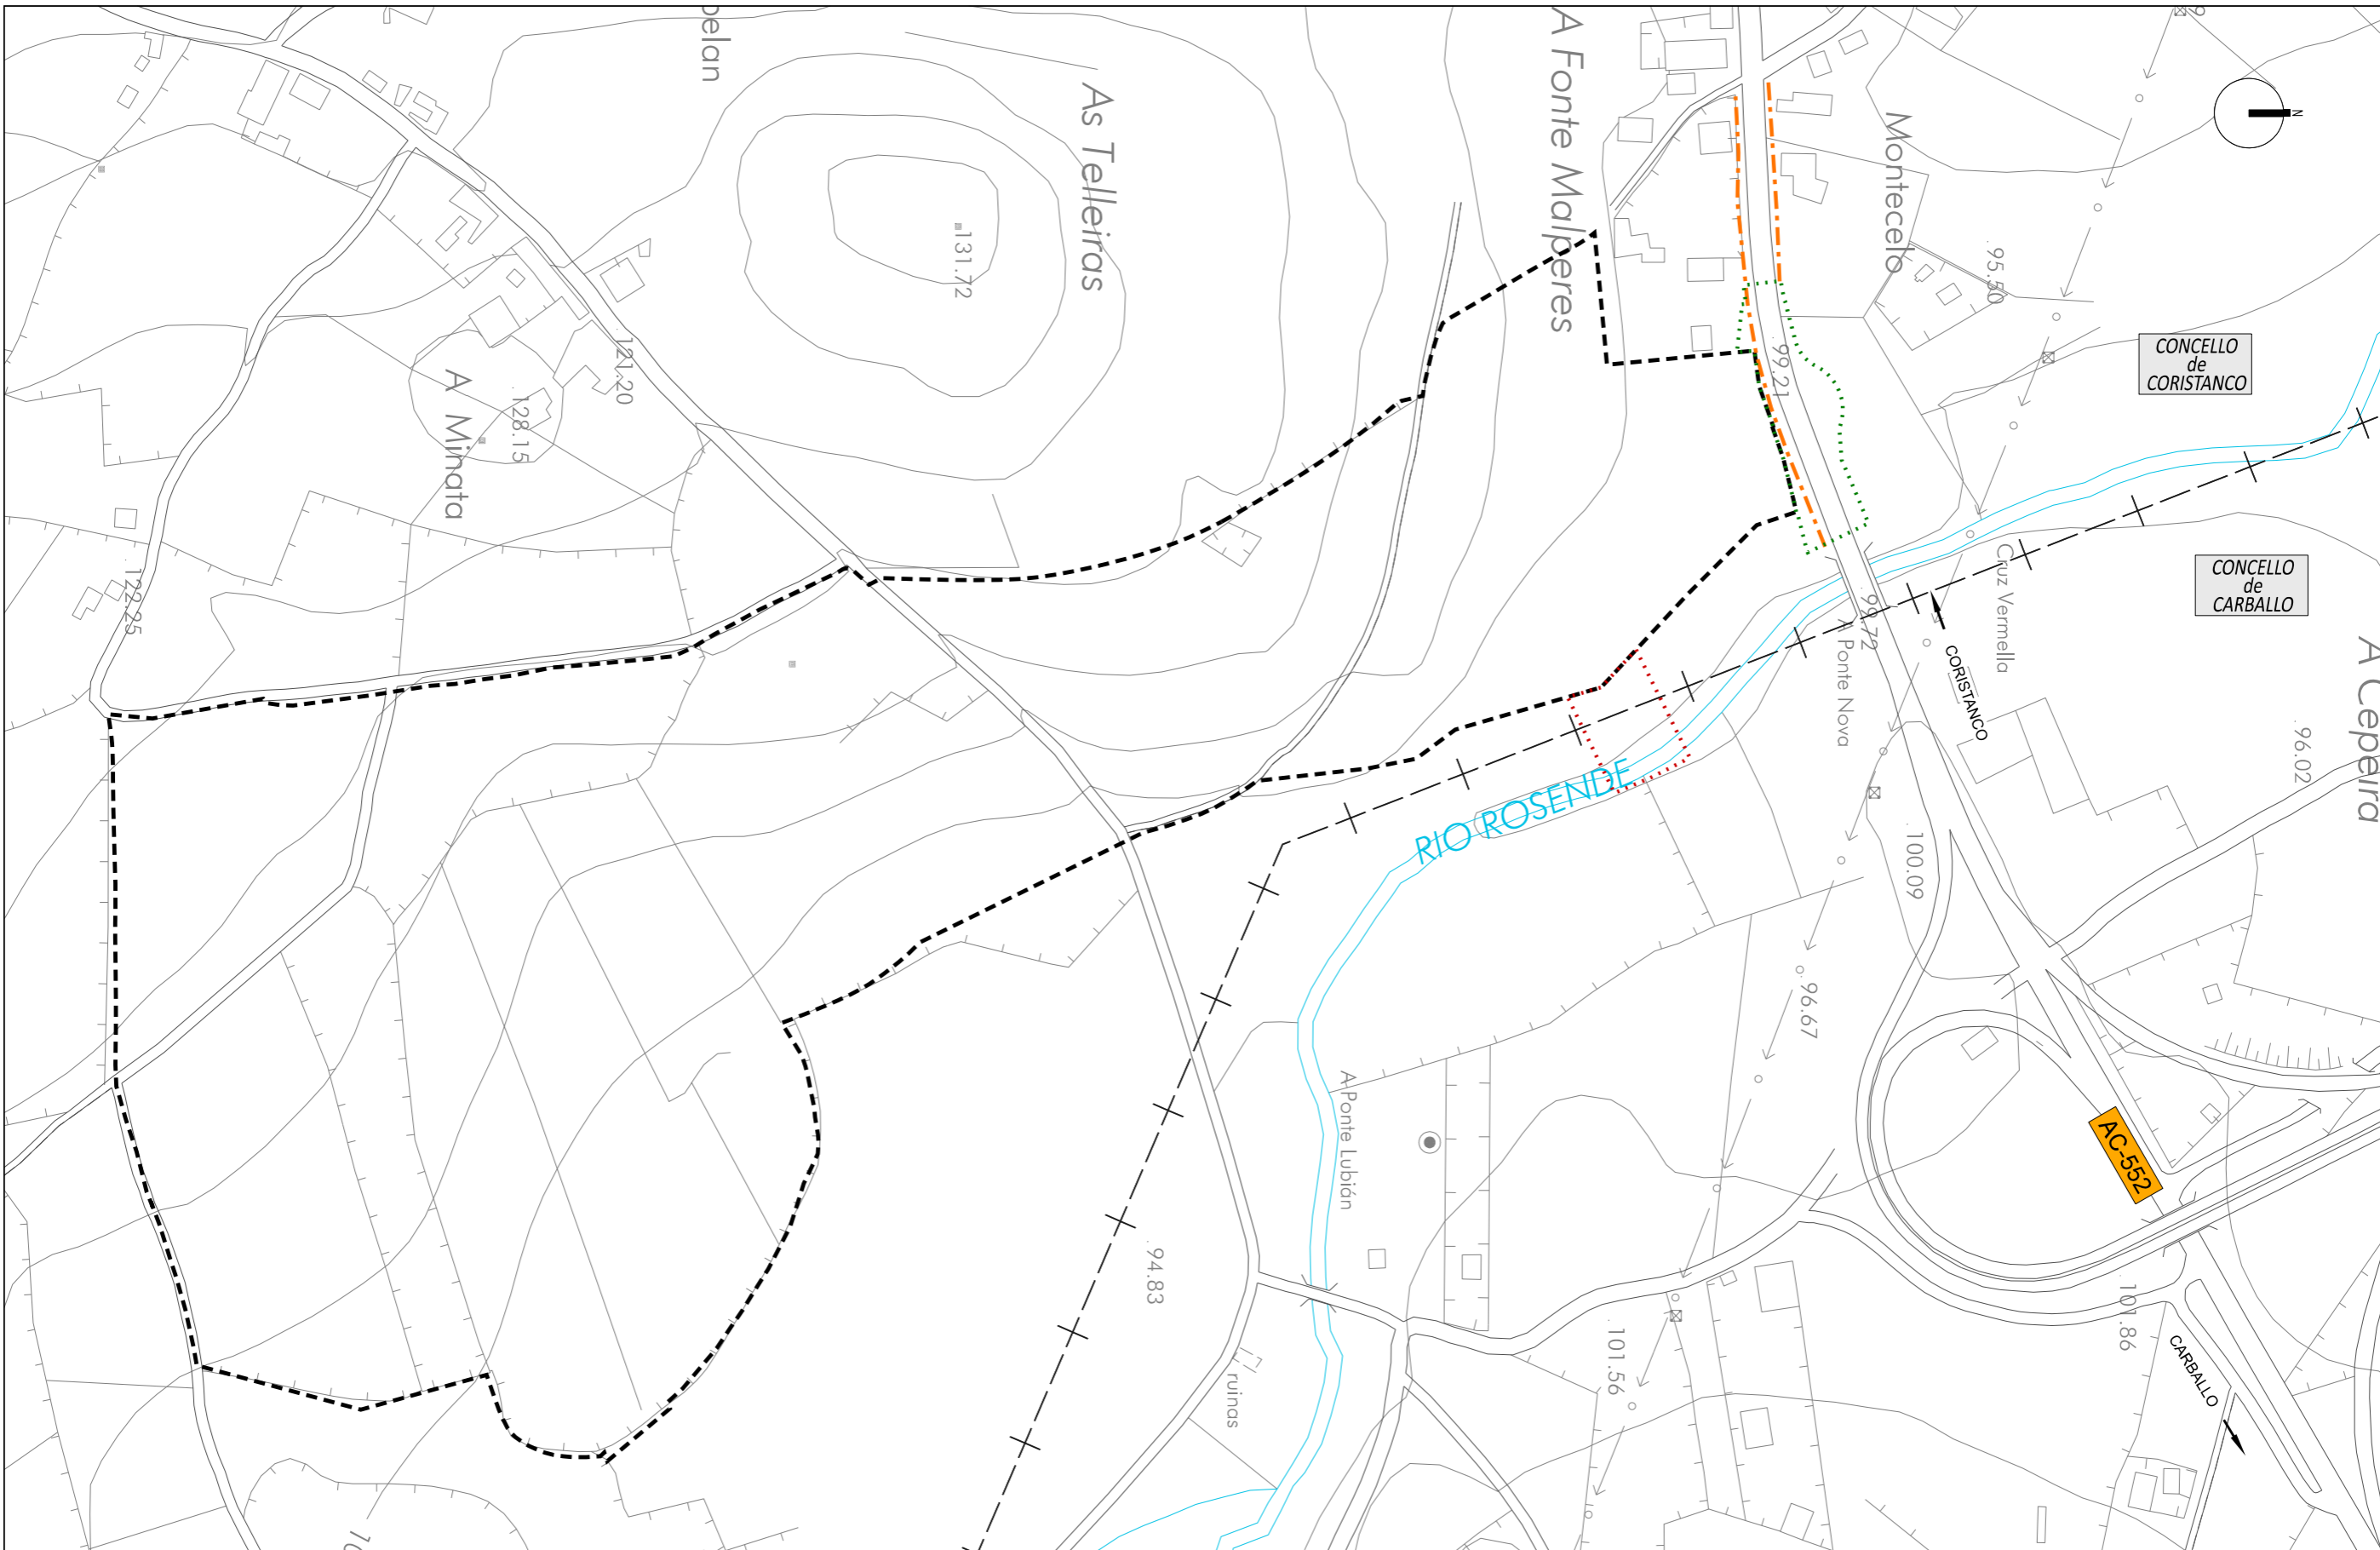 As Telleiras
131.72
A Fonte Malperes
Montecelo
95.50
N
CONCELLO
de
CORISTANCO
99.21
121.20
128.15
A Minata
122.25
CONCELLO
de
CARBALLO
Cruz Vermella
CORISTANCO
99.72
A Ponte Nova
A Cepeira
96.02
RIO ROSENDE
100.09
96.67
A Ponte Lubián
AC-552
94.83
101.86
101.56
CARBALLO
ruinas